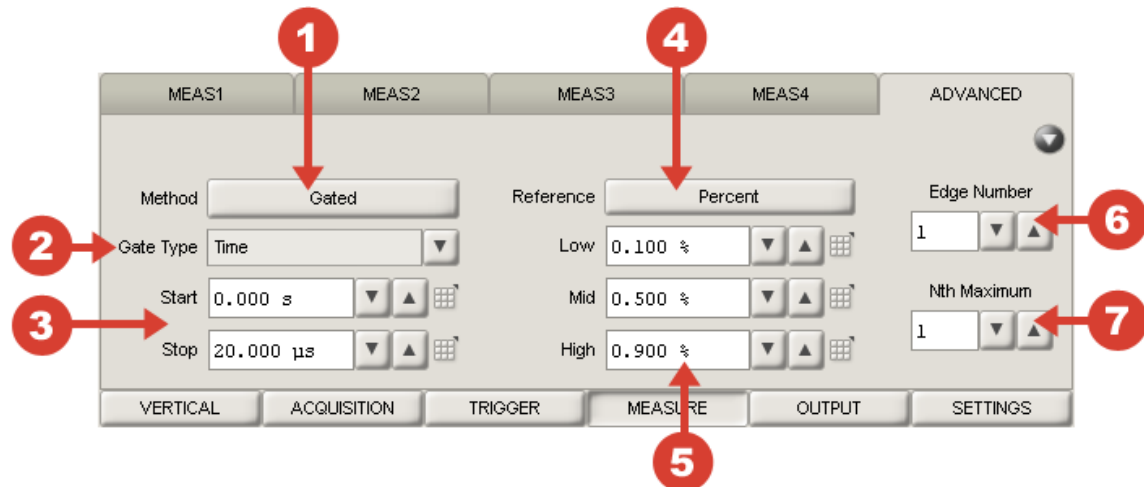 1
4
MEAS1 MEAS2 MEAS3 MEAS4 ADVANCED
Method Gated Reference Percent Edge Number
2 Gate Type Time Low 0.100 % 1 6
Start 0.000 s Mid 0.500 % Nth Maximum
3 Stop 20.000 µs High 0.900 % 1 7
VERTICAL ACQUISITION TRIGGER MEASURE OUTPUT SETTINGS
5